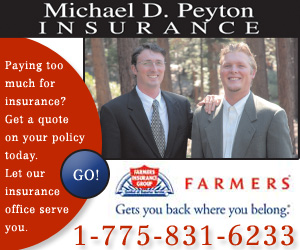 Michael D. Peyton
INSURANCE
Paying too
much for
insurance?
Get a quote
on your policy
today.
Let our
insurance
office serve
you.
GO!
FARMERS
INSURANCE
GROUP
FARMERS®
Gets you back where you belong.®
1-775-831-6233